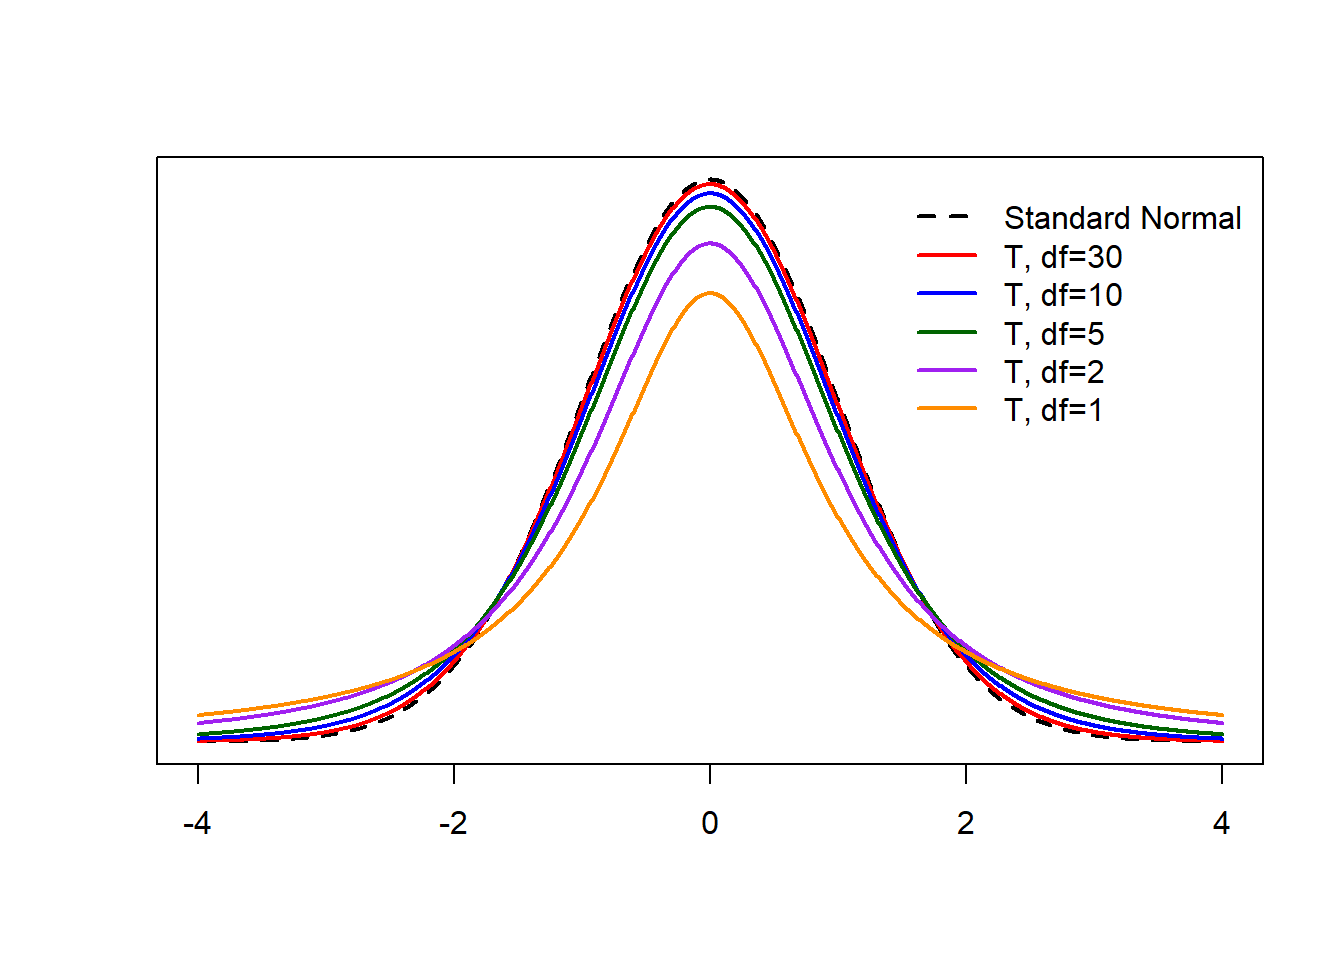 Standard Normal
T, df=30
T, df=10
T, df=5
T, df=2
T, df=1
-4 -2 0 2 4